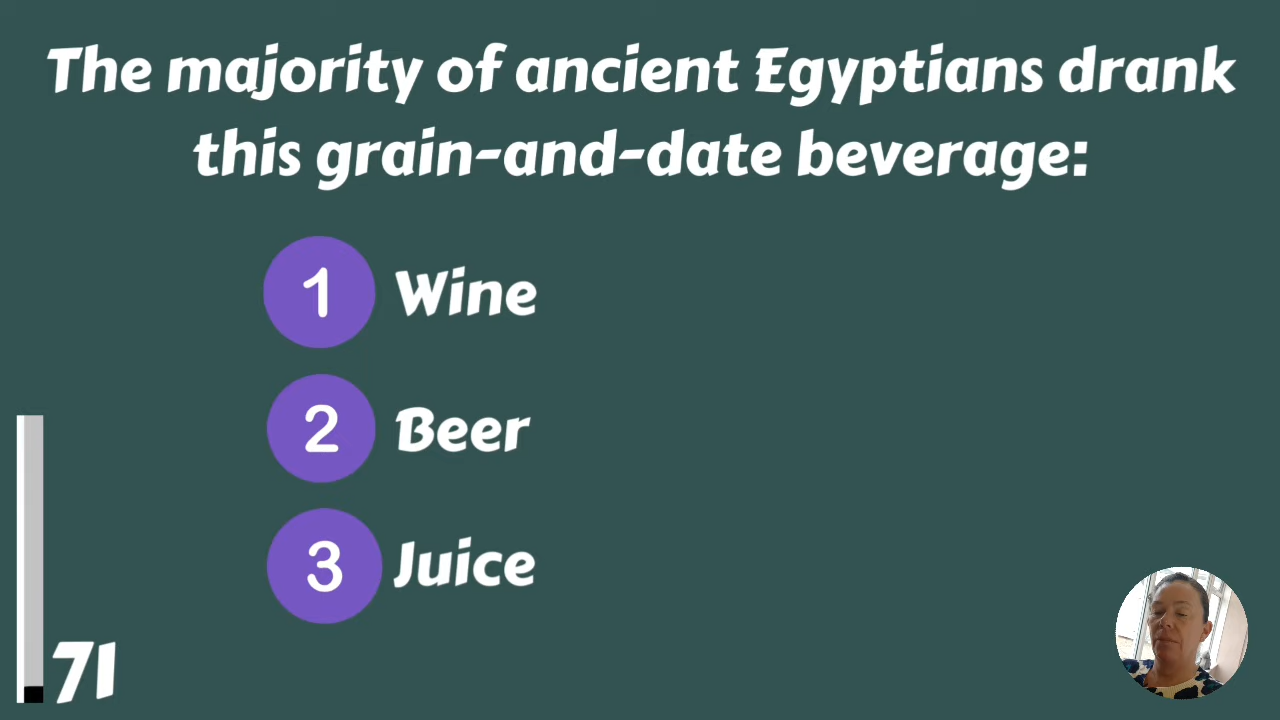 The majority of ancient Egyptians drank
this grain-and-date beverage:
1 Wine
2 Beer
3 Juice
71